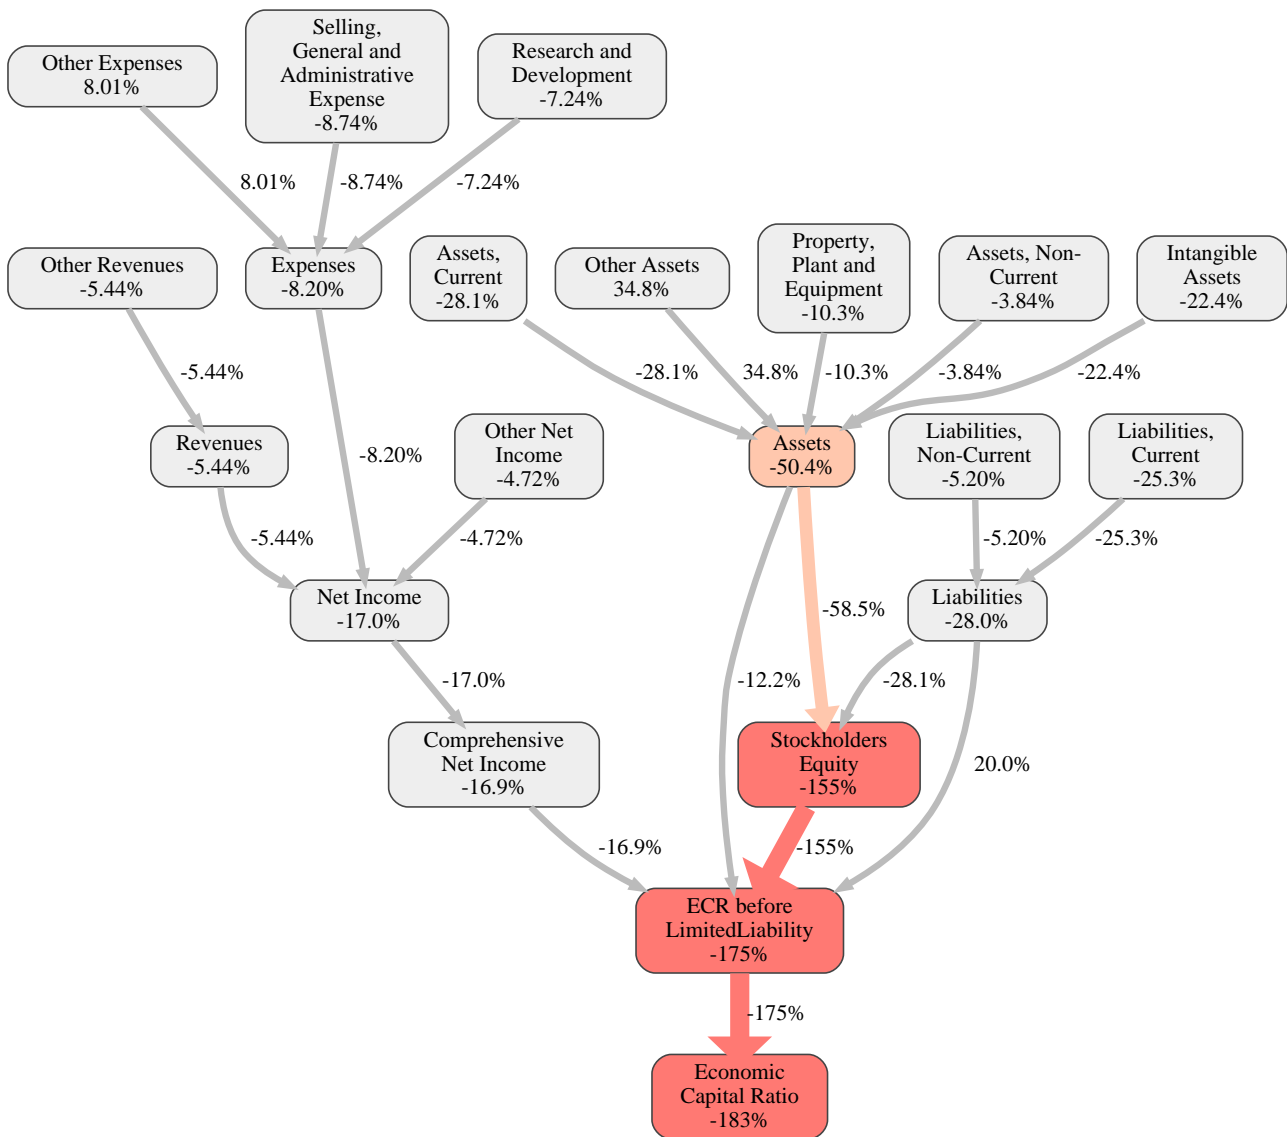 Other Expenses
8.01%
Selling,
General and
Administrative
Expense
-8.74%
Research and
Development
-7.24%
8.01%
-8.74%
-7.24%
Other Revenues
-5.44%
Expenses
-8.20%
Assets,
Current
-28.1%
Other Assets
34.8%
Property,
Plant and
Equipment
-10.3%
Assets, Non-
Current
-3.84%
Intangible
Assets
-22.4%
-5.44%
-28.1%
34.8%
-10.3%
-3.84%
-22.4%
Revenues
-5.44%
-8.20%
Other Net
Income
-4.72%
Assets
-50.4%
Liabilities,
Non-Current
-5.20%
Liabilities,
Current
-25.3%
-5.44%
-4.72%
-5.20%
-25.3%
Net Income
-17.0%
-58.5%
Liabilities
-28.0%
-17.0%
-12.2%
-28.1%
Comprehensive
Net Income
-16.9%
Stockholders
Equity
-155%
20.0%
-16.9%
-155%
ECR before
LimitedLiability
-175%
-175%
Economic
Capital Ratio
-183%